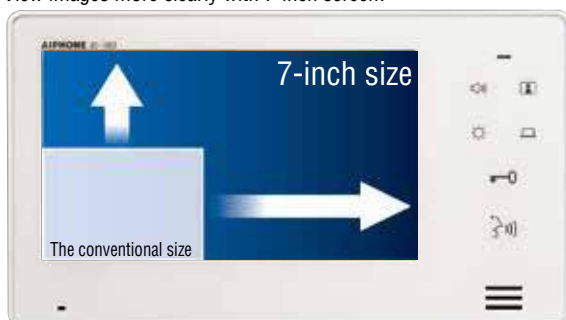 View images more clearly with 7-inch screen.
AIPHONE
7-inch size
The conventional size